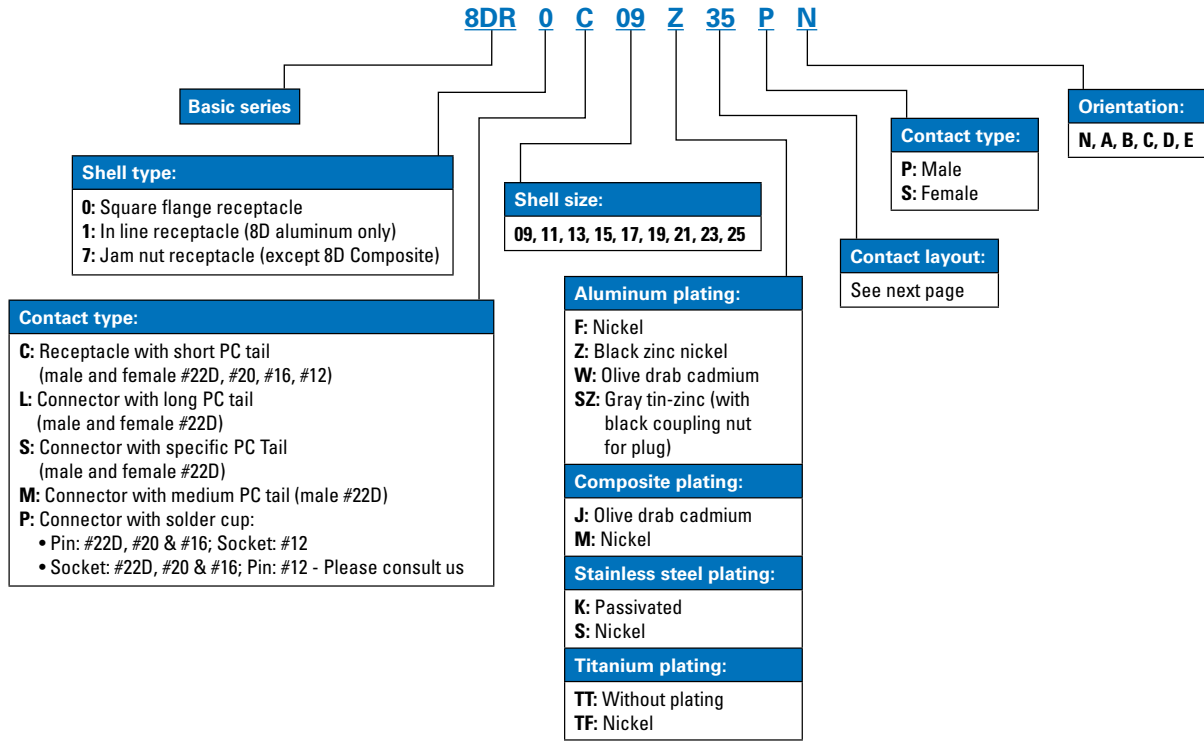 8DR 0 C 09 Z 35 P N
Basic series
Shell type:
0: Square flange receptacle
1: In line receptacle (8D aluminum only)
7: Jam nut receptacle (except 8D Composite)
Contact type:
C: Receptacle with short PC tail
(male and female #22D, #20, #16, #12)
L: Connector with long PC tail
(male and female #22D)
S: Connector with specific PC Tail
(male and female #22D)
M: Connector with medium PC tail (male #22D)
P: Connector with solder cup:
• Pin: #22D, #20 & #16; Socket: #12
• Socket: #22D, #20 & #16; Pin: #12 - Please consult us
Shell size:
09, 11, 13, 15, 17, 19, 21, 23, 25
Aluminum plating:
F: Nickel
Z: Black zinc nickel
W: Olive drab cadmium
SZ: Gray tin-zinc (with
black coupling nut
for plug)
Composite plating:
J: Olive drab cadmium
M: Nickel
Stainless steel plating:
K: Passivated
S: Nickel
Titanium plating:
TT: Without plating
TF: Nickel
Contact layout:
See next page
Contact type:
P: Male
S: Female
Orientation:
N, A, B, C, D, E